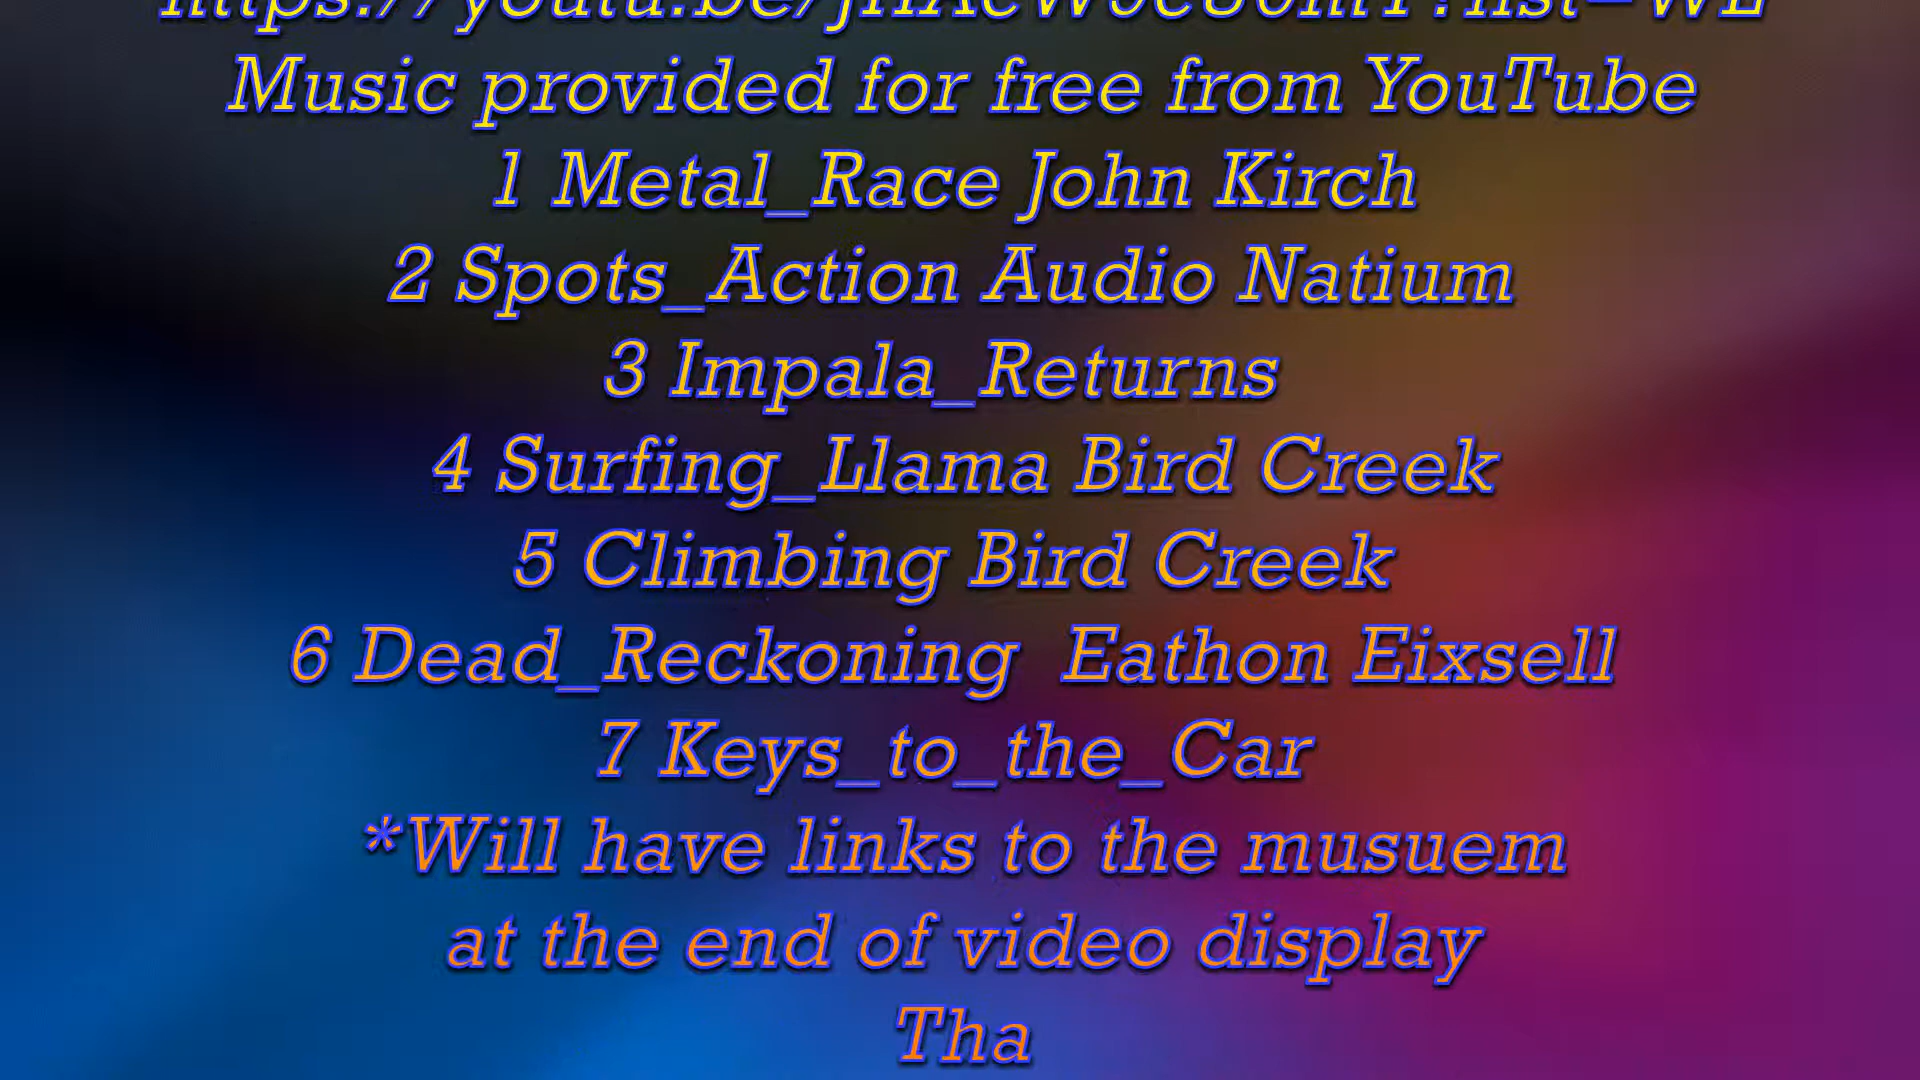 Music provided for free from YouTube
1 Metal_Race John Kirch
2 Spots_Action Audio Natium
3 Impala_Returns
4 Surfing_Llama Bird Creek
5 Climbing Bird Creek
6 Dead_Reckoning Eathon Eixsell
7 Keys_to_the_Car
*Will have links to the musuem
at the end of video display
Tha